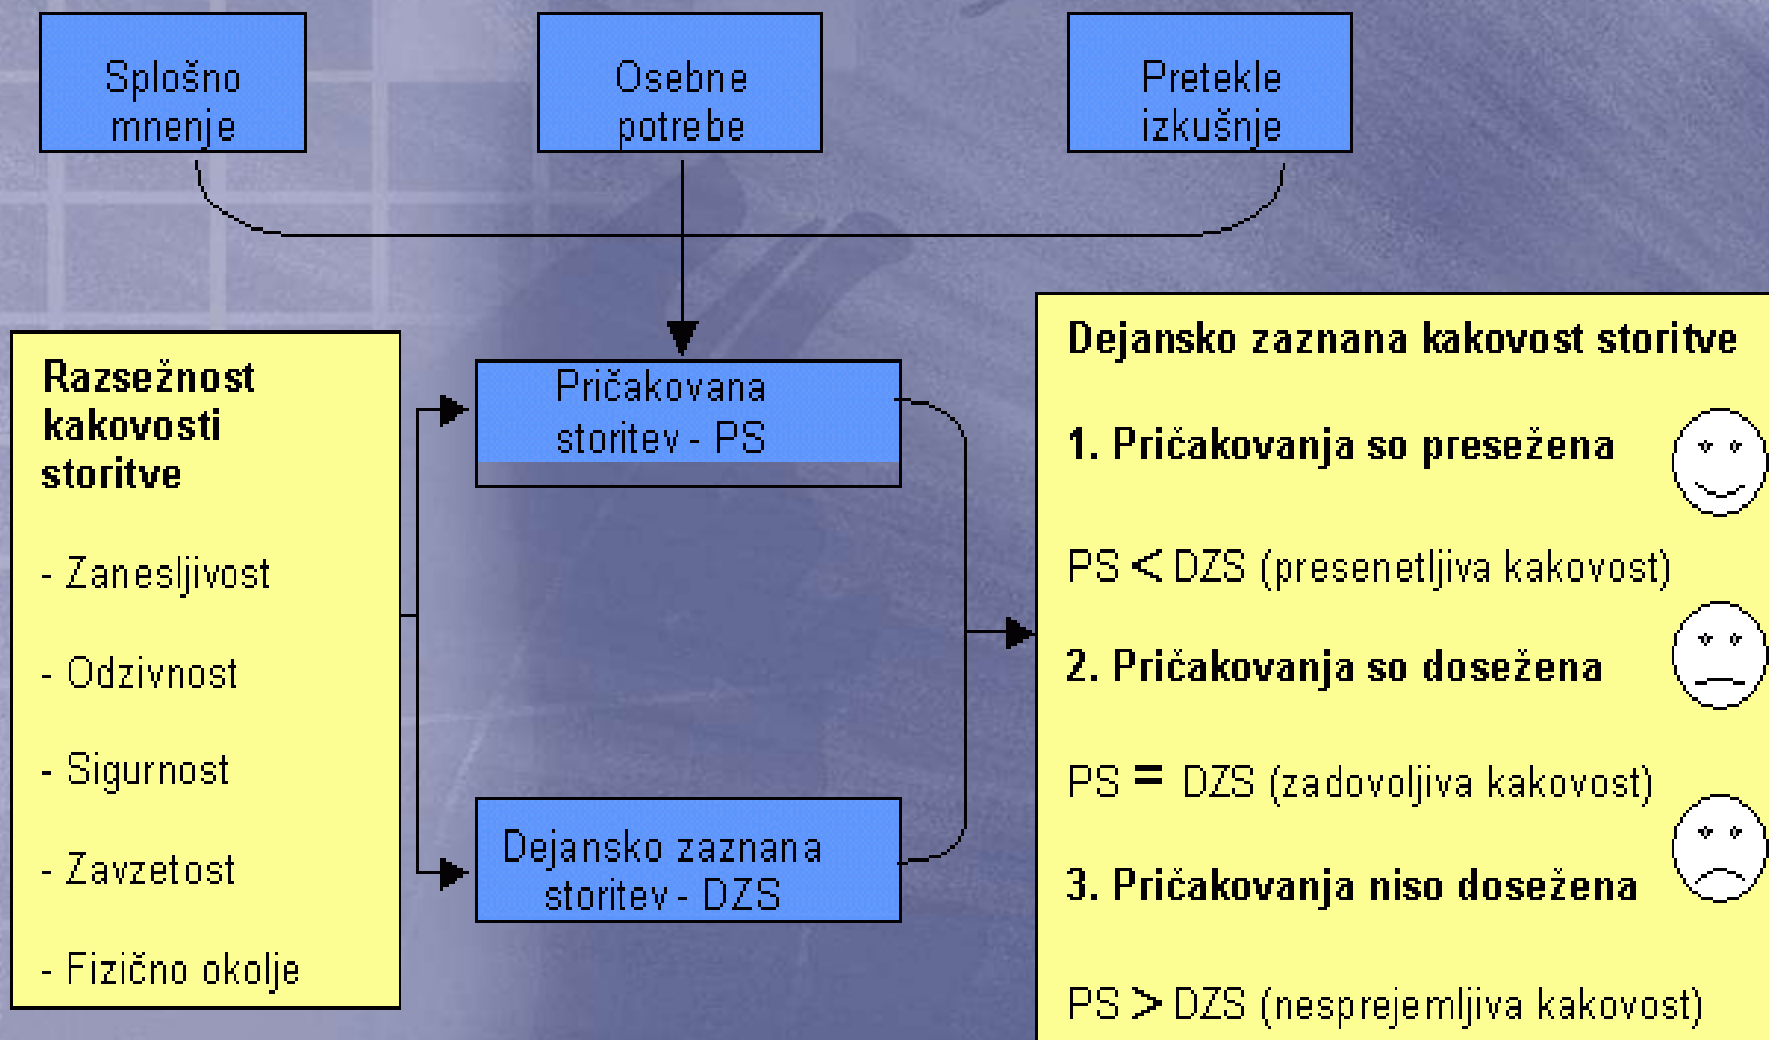 Splošno
mnenje
Osebne
potrebe
Pretekle
izkušnje
Razsežnost
kakovosti
storitve
- Zanesljivost
- Odzivnost
- Sigurnost
- Zavzetost
- Fizično okolje
Pričakovana
storitev - PS
Dejansko zaznana
storitev - DZS
Dejansko zaznana kakovost storitve
1. Pričakovanja so presežena
PS < DZS (presenetljiva kakovost)
2. Pričakovanja so dosežena
PS = DZS (zadovoljiva kakovost)
3. Pričakovanja niso dosežena
PS > DZS (nesprejemljiva kakovost)